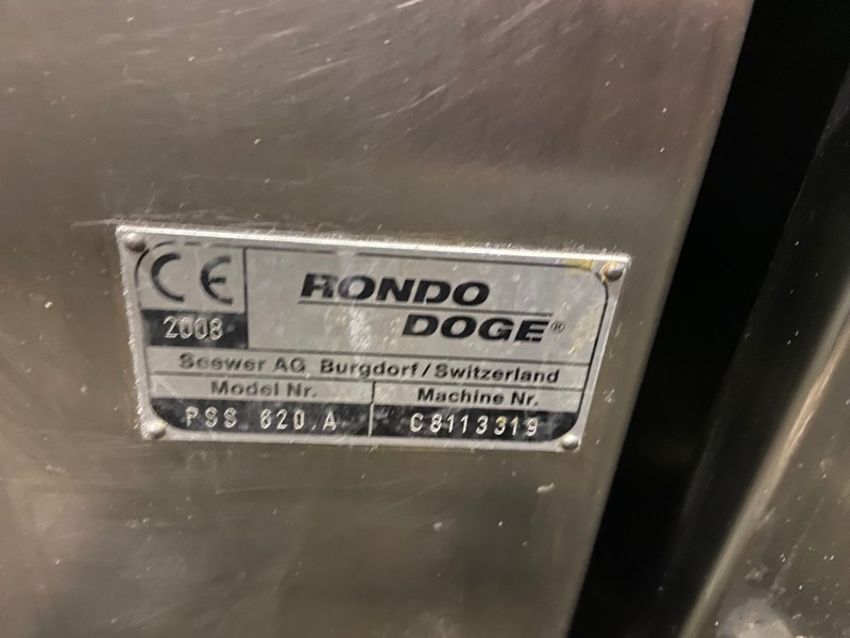 CE
2008
RONDO
DOGE®
Seewer AG, Burgdorf/Switzerland
Model Nr.
Machine Nr.
PSS 620.A
C8113319